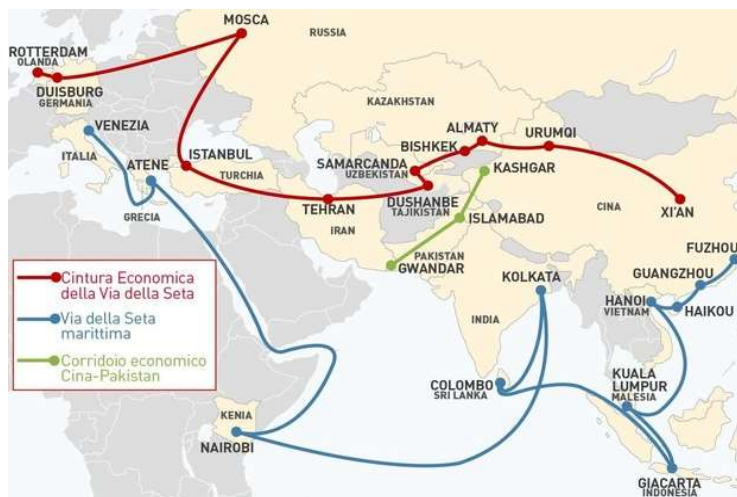 MOSCA
RUSSIA
ROTTERDAM
OLANDA
DUISBURG
GERMANIA
KAZAKHSTAN
VENEZIA
ALMATY
URUMQI
BISHKEK
ITALIA
ATENE
ISTANBUL
TURCHIA
SAMARCANDA
UZBEKISTAN
KASHGAR
GRECIA
TEHRAN
IRAN
DUSHANBE
TAJIKISTAN
ISLAMABAD
CINA
XI'AN
PAKISTAN
GWANDAR
KOLKATA
FUZHOU
GUANGZHOU
HANOI
VIETNAM
HAIKOU
INDIA
Cintura Economica
della Via della Seta
Via della Seta
marittima
Corridoio economico
Cina-Pakistan
COLOMBO
SRI LANKA
KUALA
LUMPUR
MALESIA
KENIA
NAIROBI
GIACARTA
INDONESIA